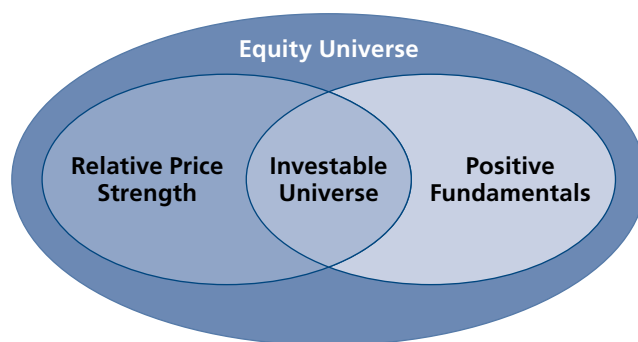 Equity Universe
Relative Price
Strength
Investable
Universe
Positive
Fundamentals